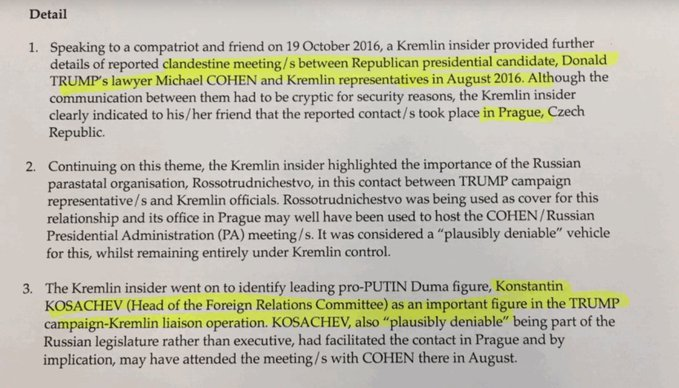 Detail
1. Speaking to a compatriot and friend on 19 October 2016, a Kremlin insider provided further
details of reported clandestine meeting/s between Republican presidential candidate, Donald
TRUMP's lawyer Michael COHEN and Kremlin representatives in August 2016. Although the
communication between them had to be cryptic for security reasons, the Kremlin insider
clearly indicated to his/her friend that the reported contact/s took place in Prague, Czech
Republic.
2. Continuing on this theme, the Kremlin insider highlighted the importance of the Russian
parastatal organisation, Rossotrudnichestvo, in this contact between TRUMP campaign
representative/s and Kremlin officials. Rossotrudnichestvo was being used as cover for this
relationship and its office in Prague may well have been used to host the COHEN/Russian
Presidential Administration (PA) meeting/s. It was considered a “plausibly deniable” vehicle
for this, whilst remaining entirely under Kremlin control.
3. The Kremlin insider went on to identify leading pro-PUTIN Duma figure, Konstantin
KOSACHEV (Head of the Foreign Relations Committee) as an important figure in the TRUMP
campaign-Kremlin liaison operation. KOSACHEV, also “plausibly deniable” being part of the
Russian legislature rather than executive, had facilitated the contact in Prague and by
implication, may have attended the meeting/s with COHEN there in August.